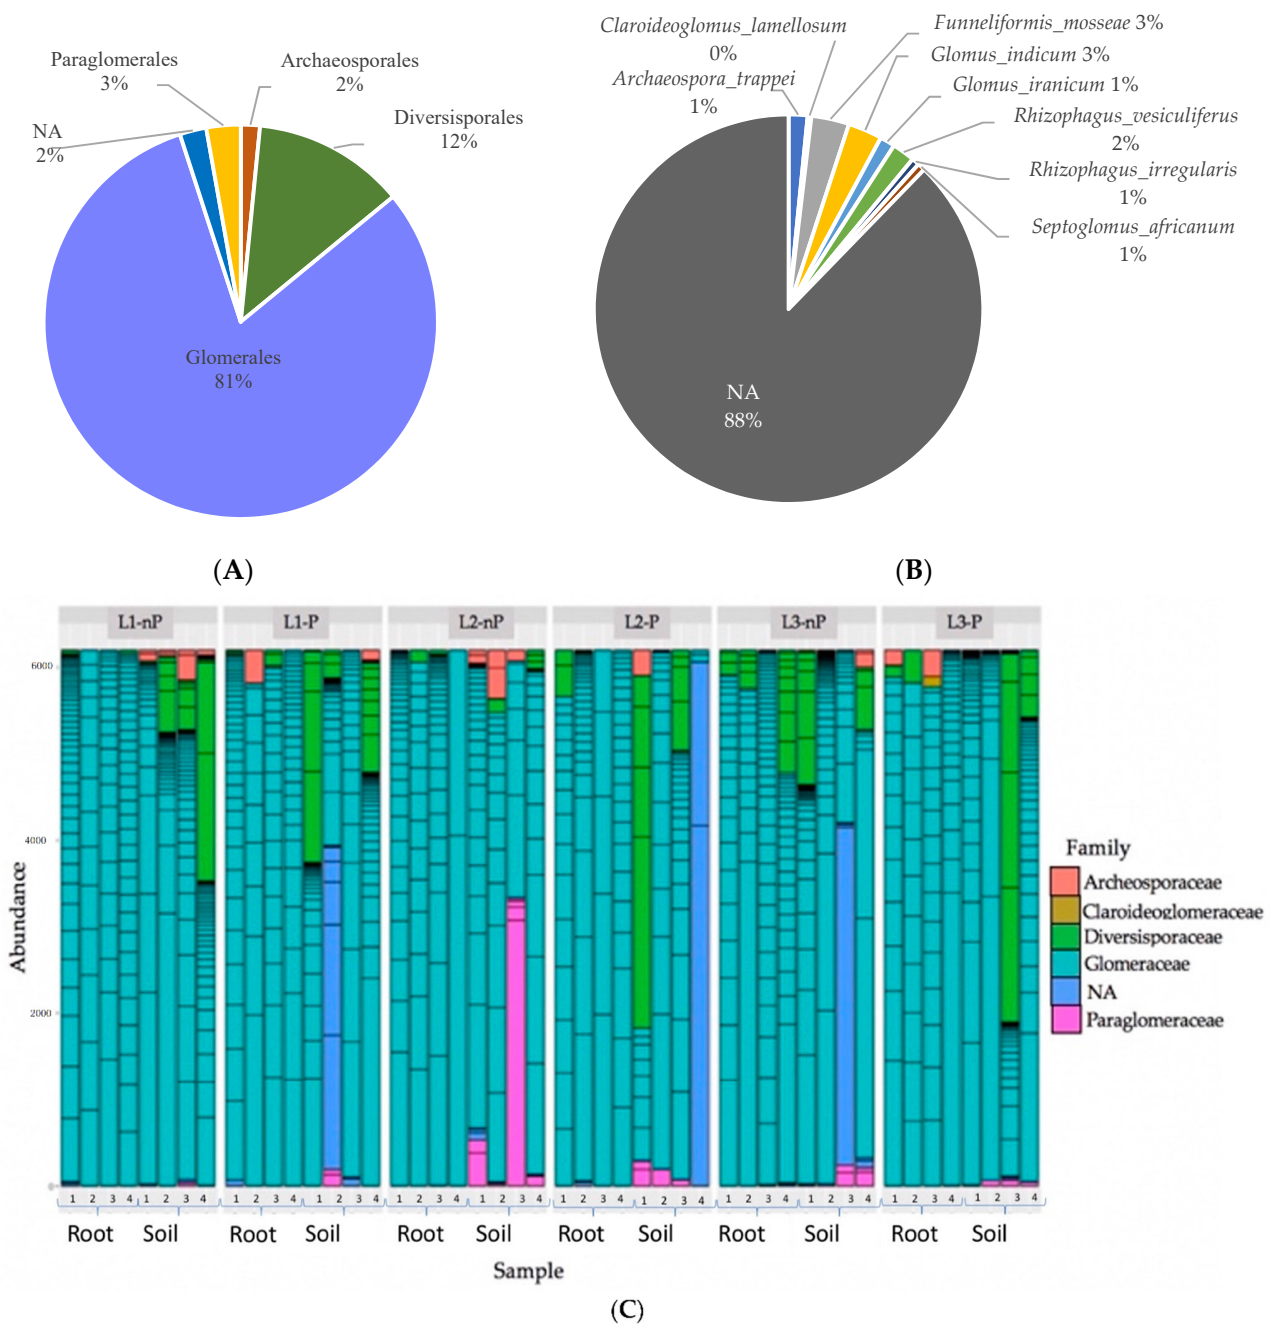 Paraglomerales
3%
Archaeosporales
2%
Diversisporales
12%
NA
2%
Glomerales
81%
(A)
Claroideoglomus_lamellosum
0%
Archaeospora_trappei
1%
Funneliformis_mosseae 3%
Glomus_indicum 3%
Glomus_iranicum 1%
Rhizophagus_vesiculiferus
2%
Rhizophagus_irregularis
1%
Septoglomus_africanum
1%
NA
88%
(B)
L1-nP L1-P L2-nP L2-P L3-nP L3-P
Abundance
6000
4000
2000
0
1 2 3 4 1 2 3 4 1 2 3 4 1 2 3 4 1 2 3 4 1 2 3 4 1 2 3 4 1 2 3 4 1 2 3 4 1 2 3 4 1 2 3 4 1 2 3 4
Root Soil Root Soil Root Soil Root Soil Root Soil Root Soil
Sample
Family
Archeosporaceae
Claroideoglomeraceae
Diversisporaceae
Glomeraceae
NA
Paraglomeraceae
(C)